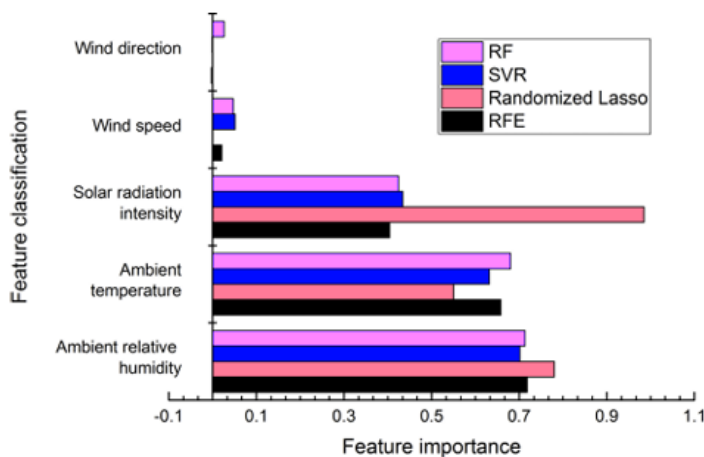 Wind direction
Wind speed
Solar radiation
intensity
Ambient
temperature
Ambient relative
humidity
Feature classification
RF
SVR
Randomized Lasso
RFE
-0.1 0.1 0.3 0.5 0.7 0.9 1.1
Feature importance